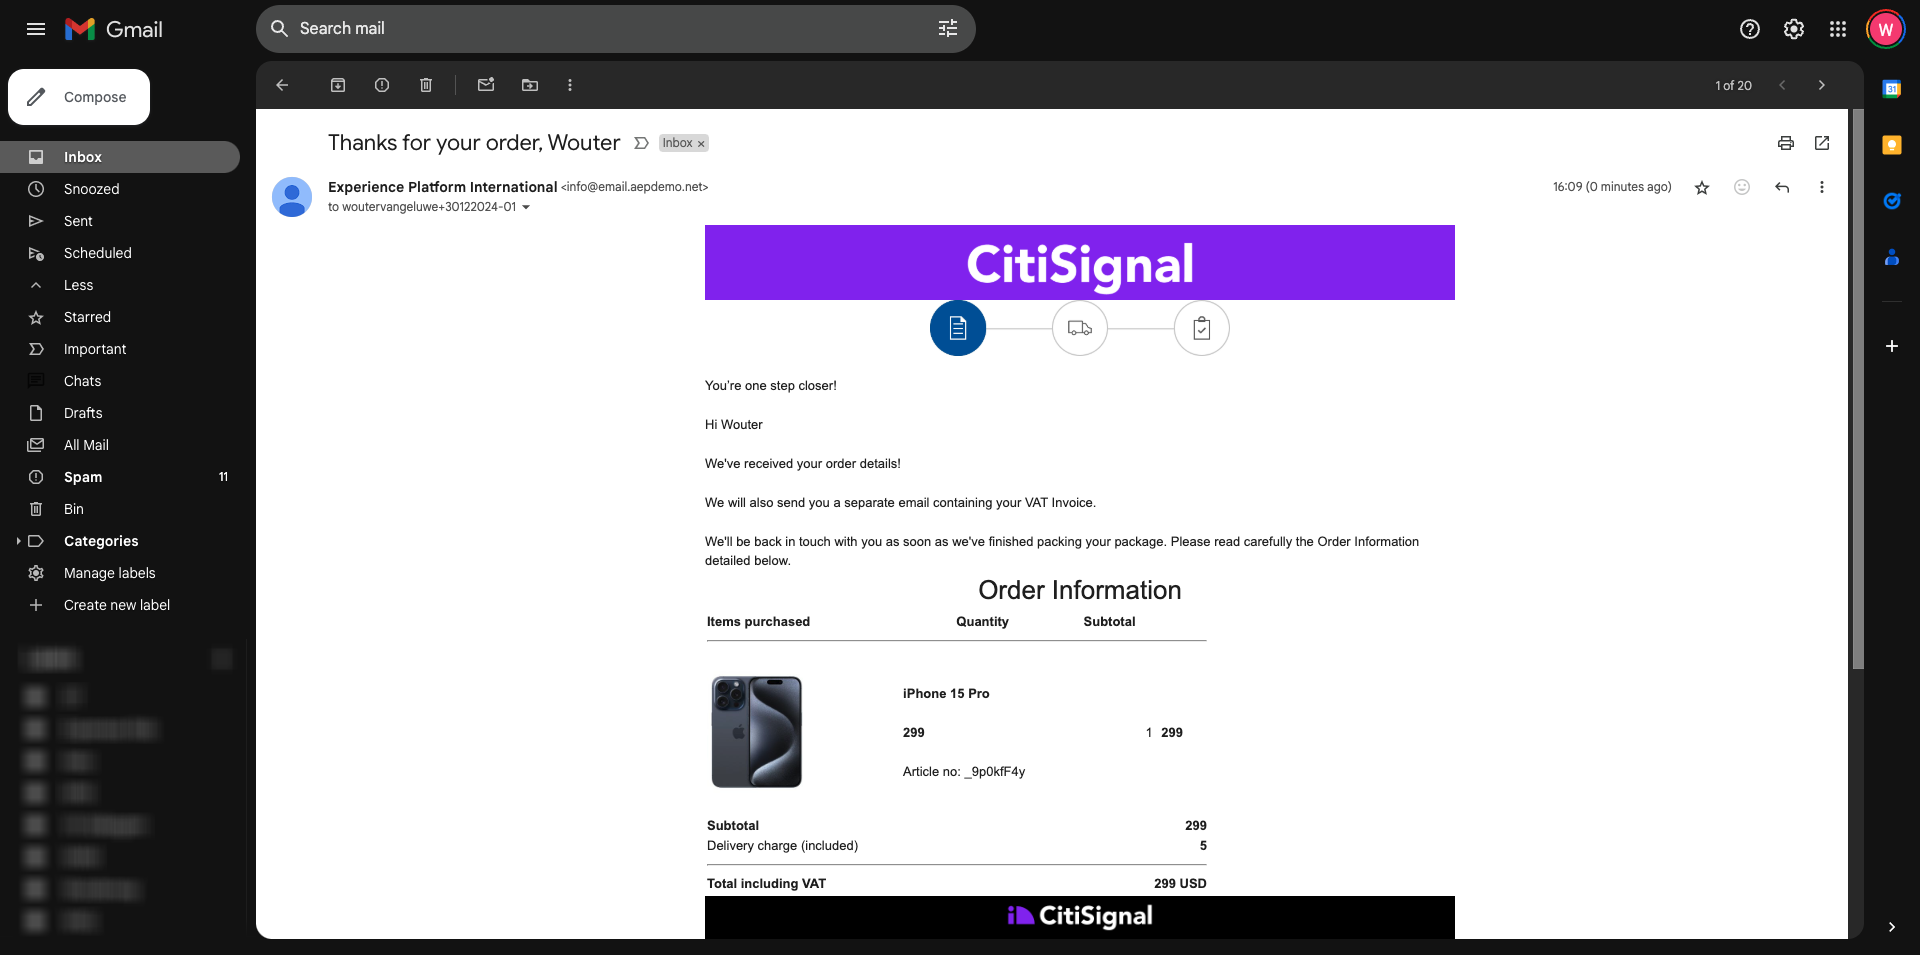 Gmail
Search mail
W
Compose
1 of 20
31
Inbox
Snoozed
Sent
Scheduled
Less
Starred
Important
Chats
Drafts
All Mail
Spam 11
Bin
Categories
Manage labels
Create new label
Thanks for your order, Wouter Inbox ×
Experience Platform International <info@email.aepdemo.net> 16:09 (0 minutes ago)
to woutervangeluwe+30122024-01
CitiSignal
You're one step closer!
Hi Wouter
We've received your order details!
We will also send you a separate email containing your VAT Invoice.
We'll be back in touch with you as soon as we've finished packing your package. Please read carefully the Order Information
detailed below.
Order Information
Items purchased Quantity Subtotal
iPhone 15 Pro
299 1 299
Article no: _9p0kfF4y
Subtotal 299
Delivery charge (included) 5
Total including VAT 299 USD
CitiSignal